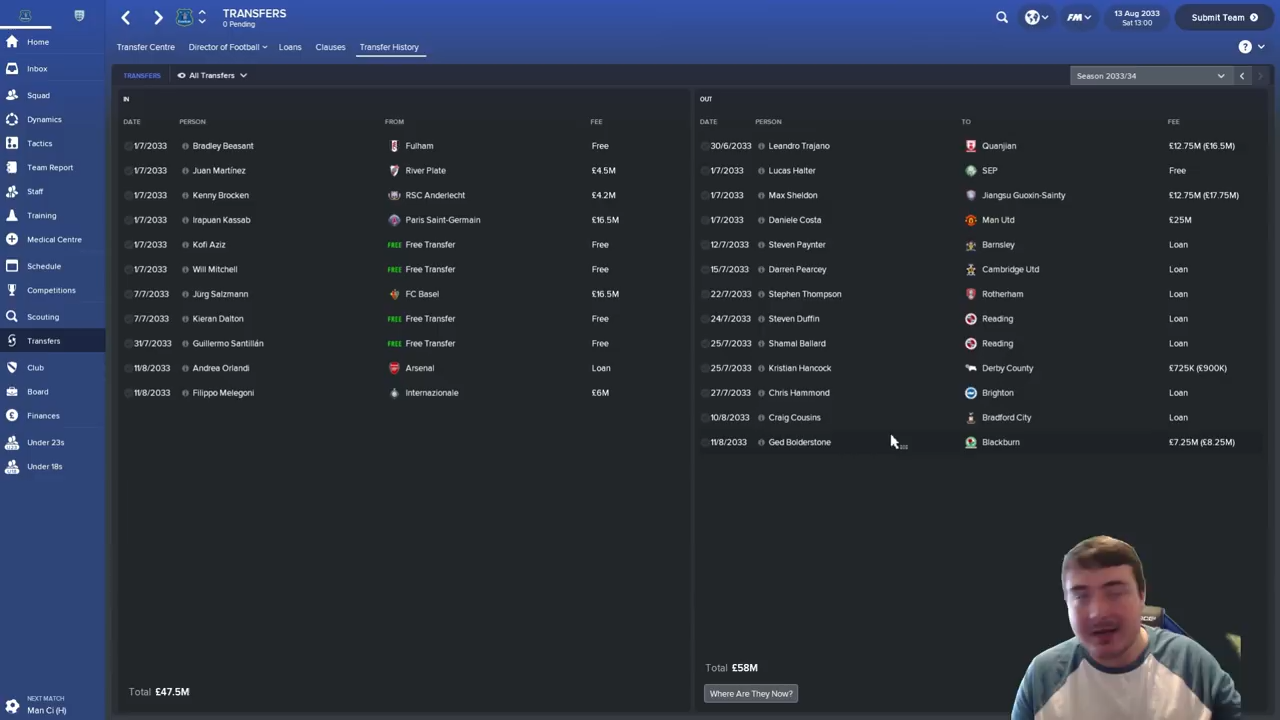 TRANSFERS
0 Pending
FM
13 Aug 2033
Sat 13:00
Submit Team
Home
Inbox
Squad
Dynamics
Tactics
Team Report
Staff
Training
Medical Centre
Schedule
Competitions
Scouting
Transfers
Club
Board
Finances
Under 23s
Under 18s
NEXT MATCH
Man Ci (H)
Transfer Centre Director of Football Loans Clauses Transfer History
TRANSFERS All Transfers Season 2033/34
IN
DATE PERSON FROM FEE
1/7/2033 Bradley Beasant Fulham Free
1/7/2033 Juan Martínez River Plate £4.5M
1/7/2033 Kenny Brocken RSC Anderlecht £4.2M
1/7/2033 Irapuan Kassab Paris Saint-Germain £16.5M
1/7/2033 Kofi Aziz FREE Free Transfer Free
1/7/2033 Will Mitchell FREE Free Transfer Free
7/7/2033 Jürg Salzmann FC Basel £16.5M
7/7/2033 Kieran Dalton FREE Free Transfer Free
31/7/2033 Guillermo Santillán FREE Free Transfer Free
11/8/2033 Andrea Orlandi Arsenal Loan
11/8/2033 Filippo Melegoni Internazionale £6M
Total £47.5M
OUT
DATE PERSON TO FEE
30/6/2033 Leandro Trajano Quanjian £12.75M (£16.5M)
1/7/2033 Lucas Halter SEP Free
1/7/2033 Max Sheldon Jiangsu Guoxin-Sainty £12.75M (£17.75M)
1/7/2033 Daniele Costa Man Utd £25M
12/7/2033 Steven Paynter Barnsley Loan
15/7/2033 Darren Pearcey Cambridge Utd Loan
22/7/2033 Stephen Thompson Rotherham Loan
24/7/2033 Steven Duffin Reading Loan
25/7/2033 Shamal Ballard Reading Loan
25/7/2033 Kristian Hancock Derby County £725K (£900K)
27/7/2033 Chris Hammond Brighton Loan
10/8/2033 Craig Cousins Bradford City Loan
11/8/2033 Ged Bolderstone Blackburn £7.25M (£8.25M)
Total £58M
Where Are They Now?